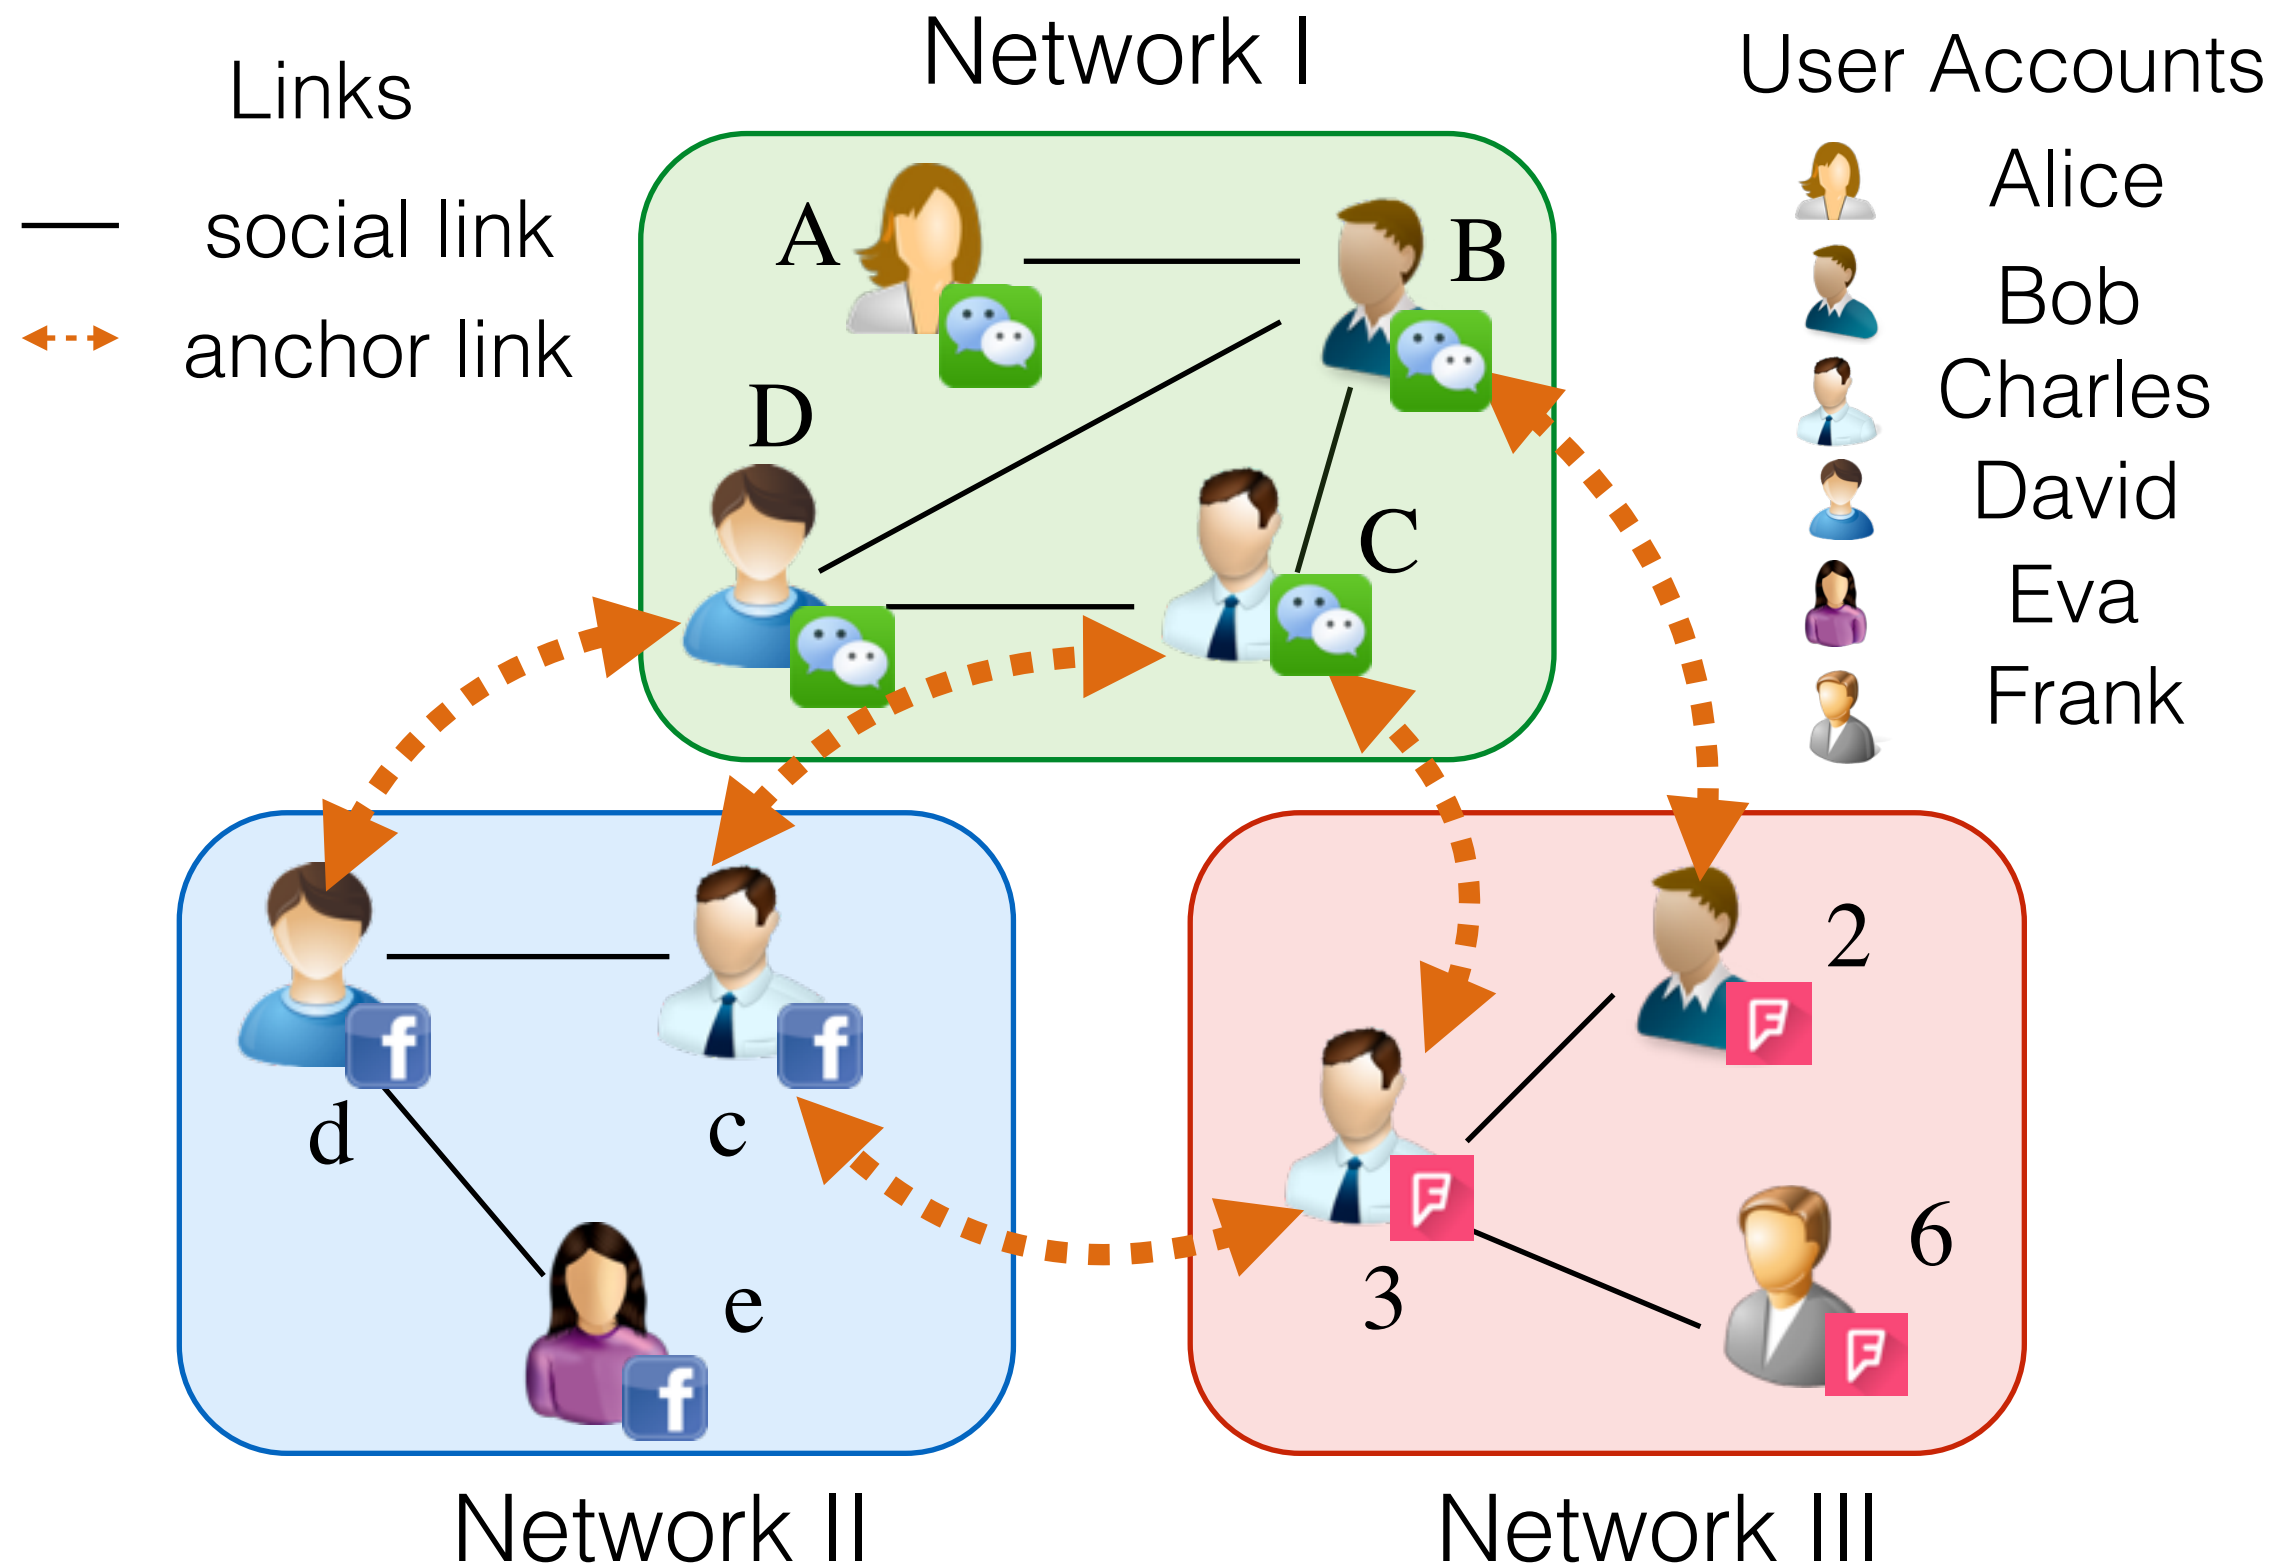 Network I
Links
social link
anchor link
User Accounts
Alice
Bob
Charles
David
Eva
Frank
A
B
D
C
d
c
e
f
f
f
2
3
6
Network II
Network III